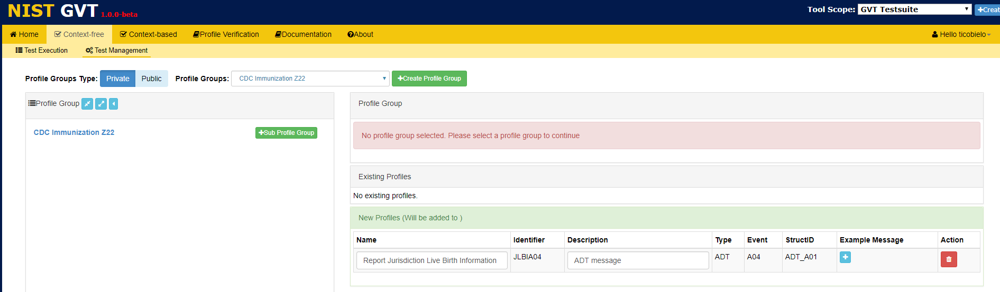 NIST GVT 1.0.0-beta
Tool Scope: GVT Testsuite Creat
Home Context-free Context-based Profile Verification Documentation About Hello ticobielo
Test Execution Test Management
Profile Groups Type: Private Public Profile Groups: CDC Immunization Z22 Create Profile Group
Profile Group
CDC Immunization Z22 Sub Profile Group
Profile Group
No profile group selected. Please select a profile group to continue
Existing Profiles
No existing profiles.
New Profiles (Will be added to )
Name Identifier Description Type Event StructID Example Message Action
Report Jurisdiction Live Birth Information JLBIA04 ADT message ADT A04 ADT_A01